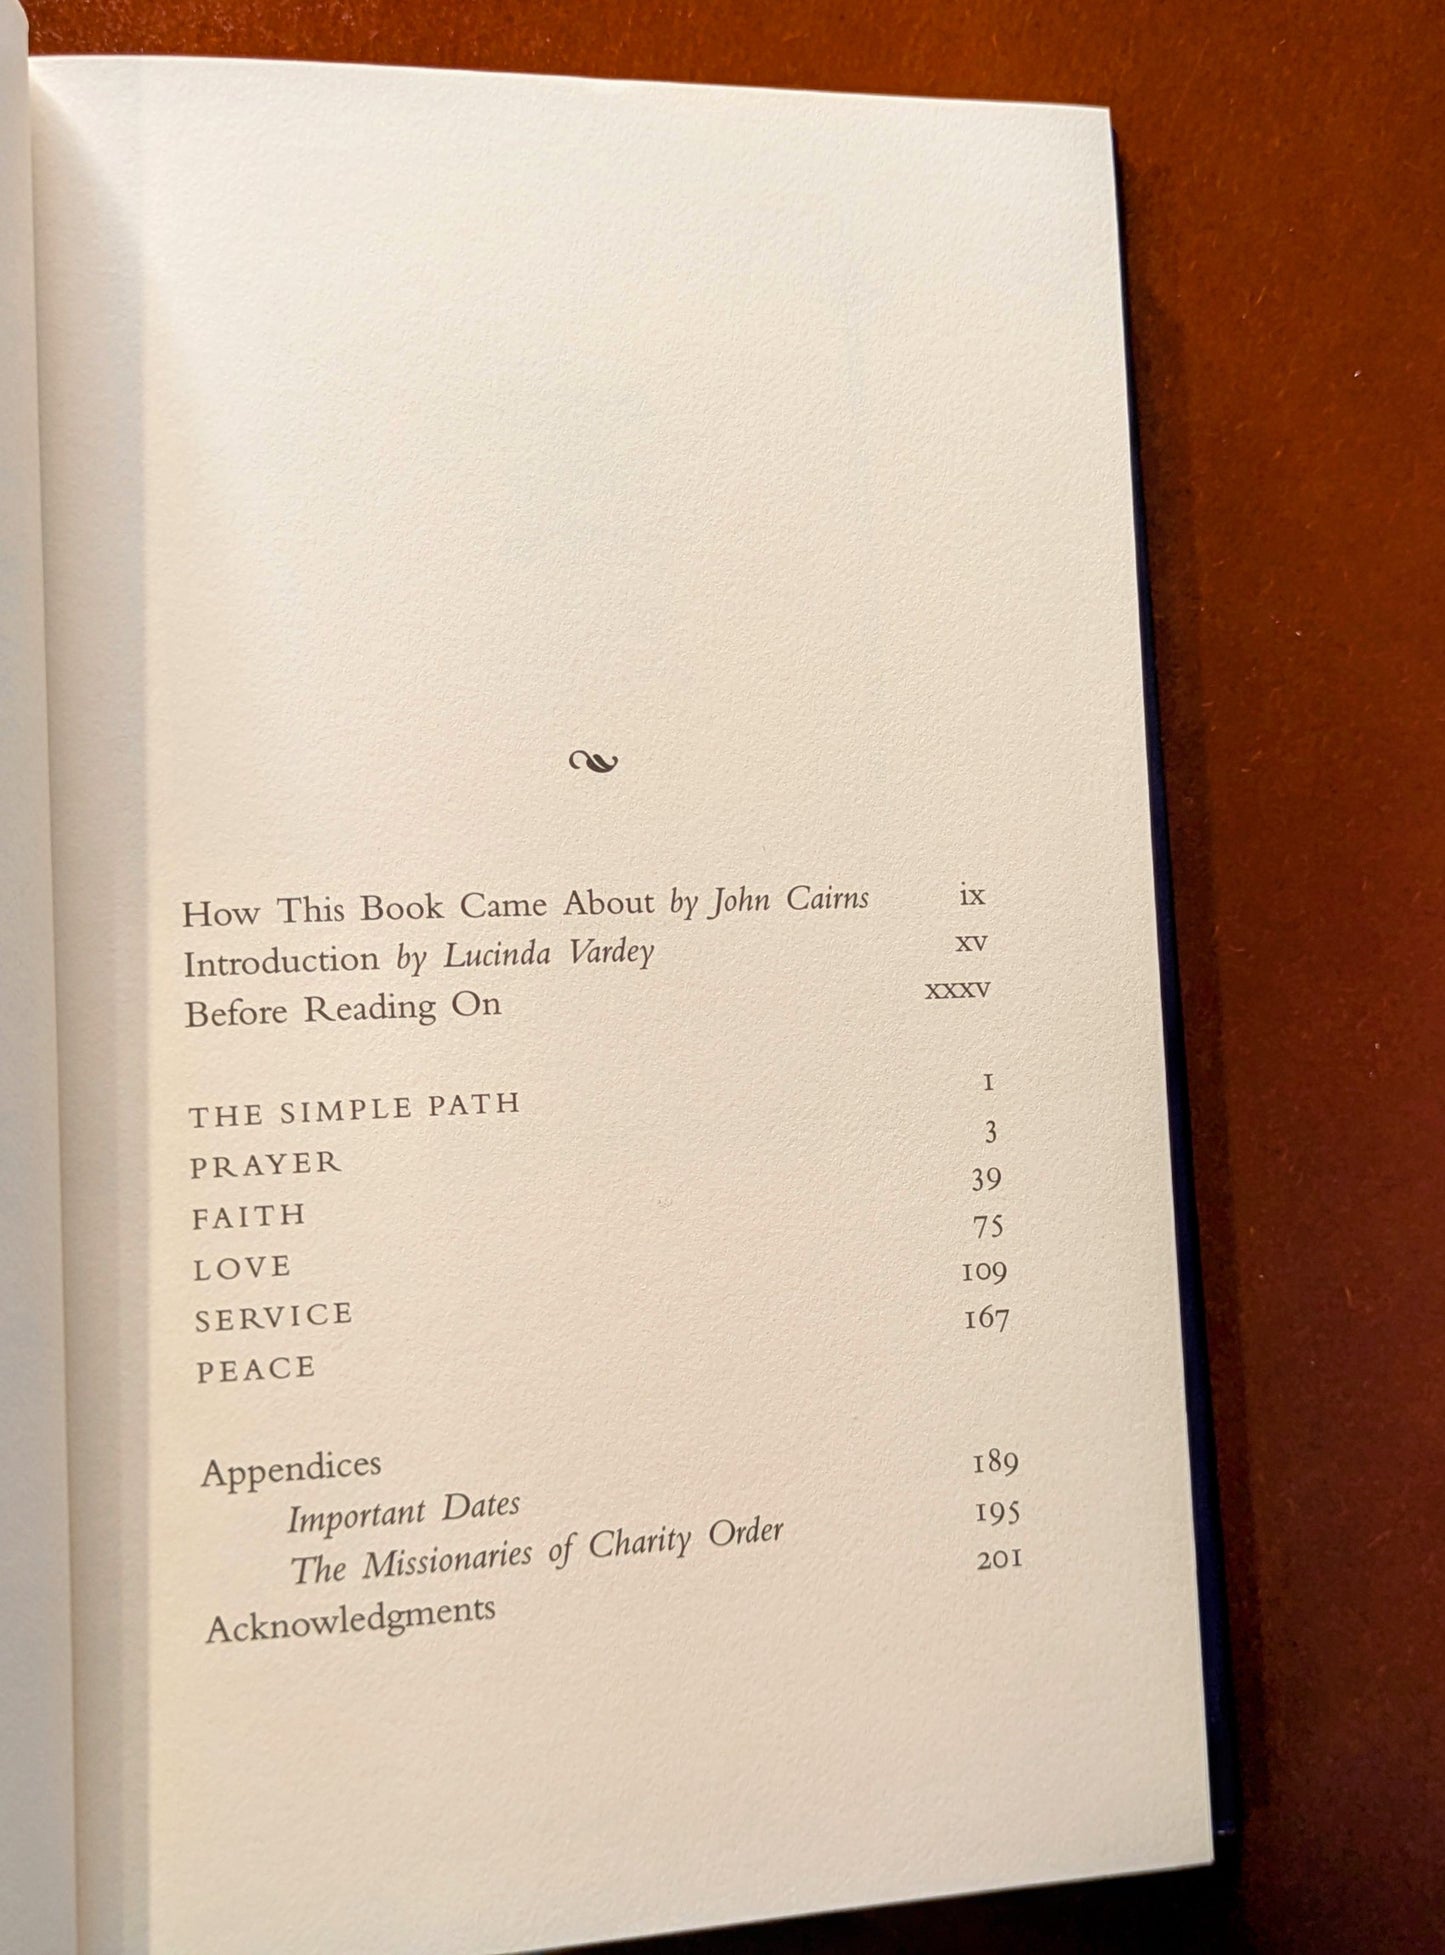 How This Book Came About by John Cairns ix
Introduction by Lucinda Vardey xv
Before Reading On xxxv
THE SIMPLE PATH 1
PRAYER 3
FAITH 39
LOVE 75
SERVICE 109
PEACE 167
Appendices
Important Dates 189
The Missionaries of Charity Order 195
Acknowledgments 201